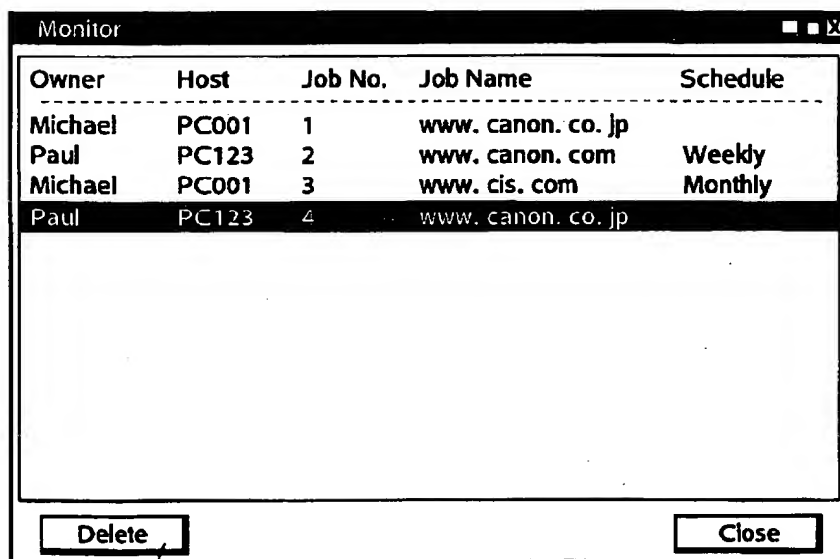 Monitor
Owner Host Job No. Job Name Schedule
Michael PC001 1 www. canon. co. jp
Paul PC123 2 www. canon. com Weekly
Michael PC001 3 www. cis. com Monthly
Paul PC123 4 www. canon. co. jp
Delete Close